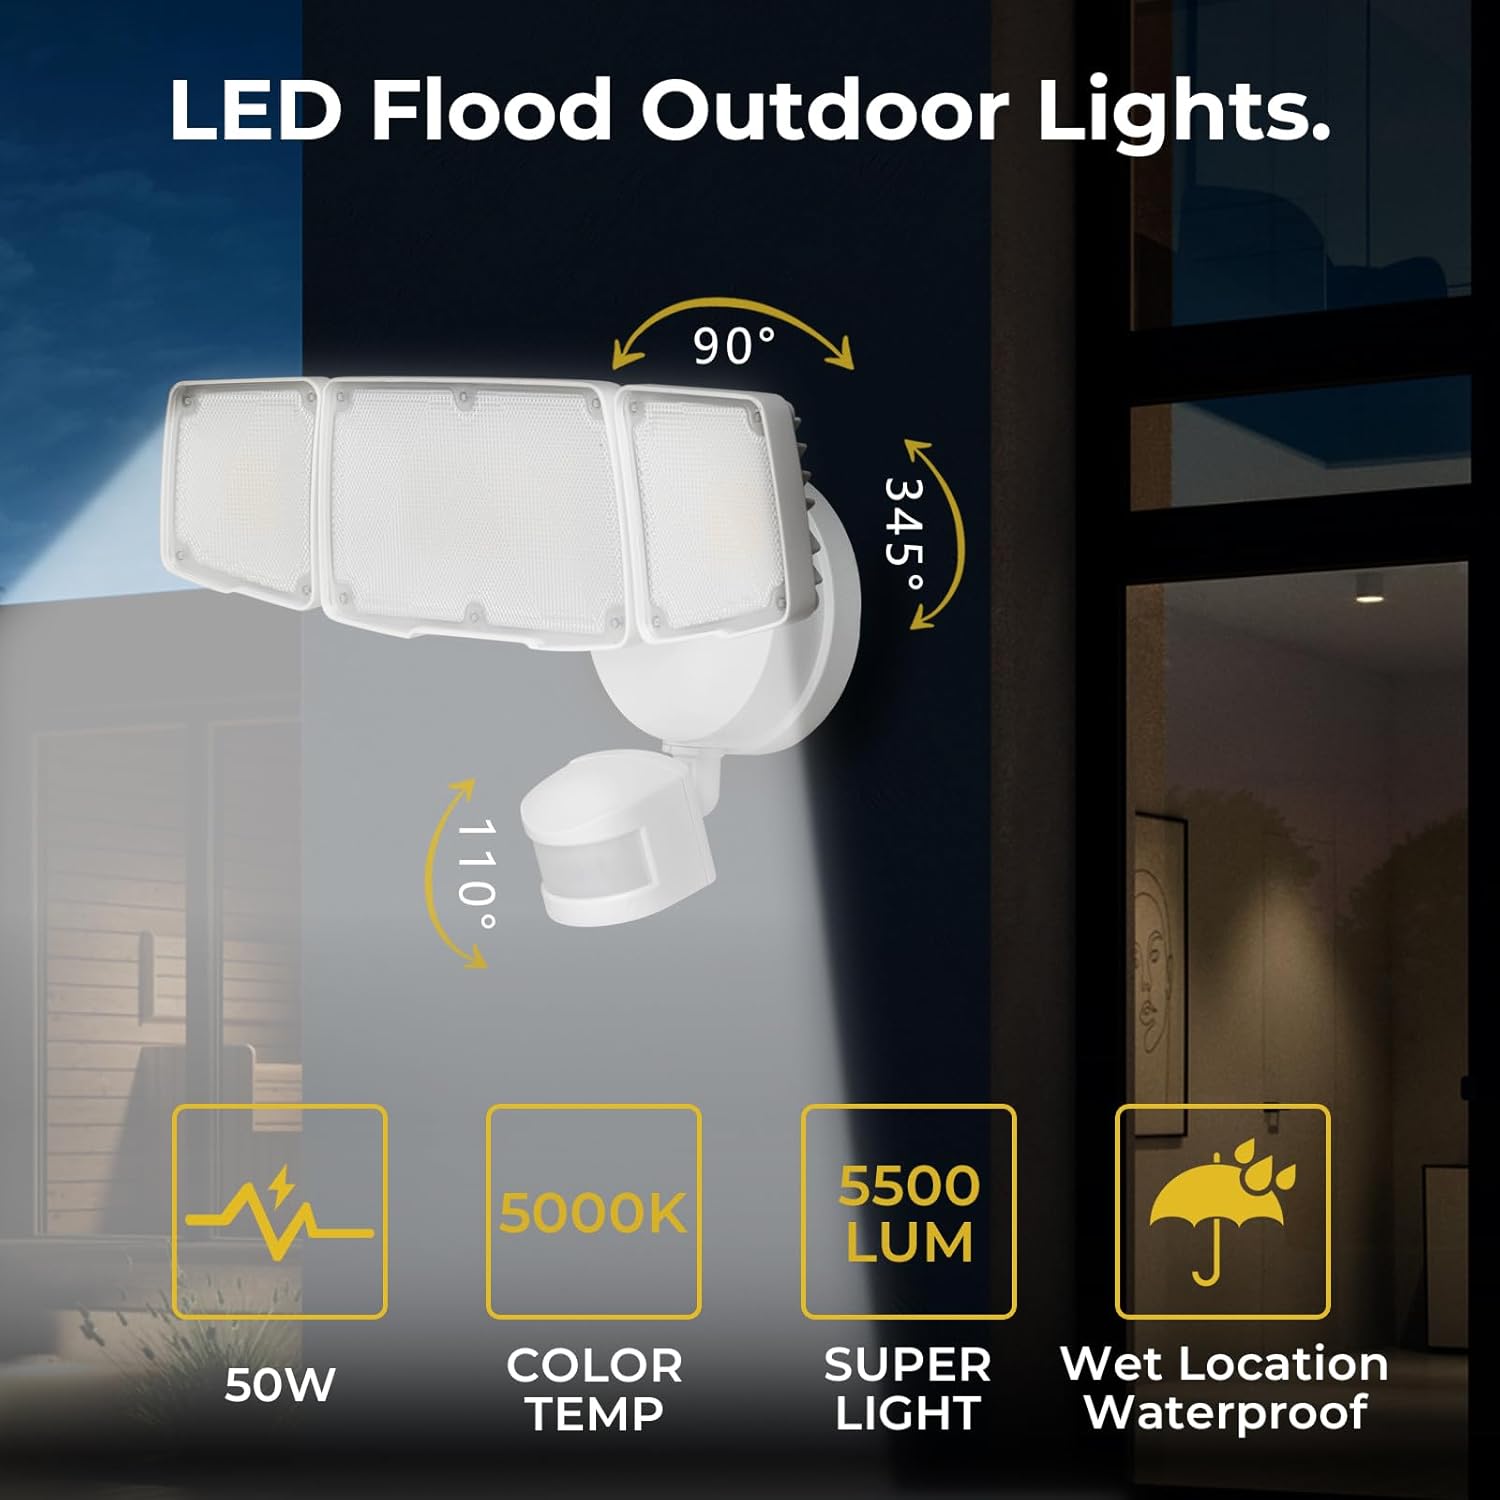 LED Flood Outdoor Lights.
90°
345°
110°
5000K
5500
LUM
50W
COLOR
TEMP
SUPER
LIGHT
Wet Location
Waterproof